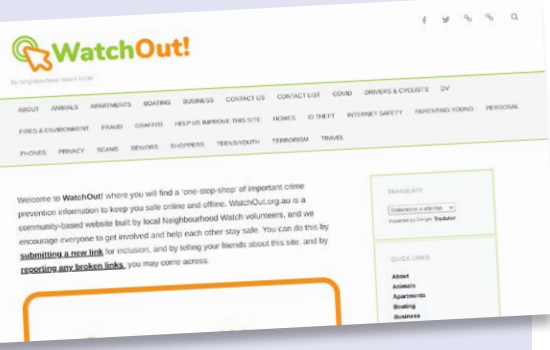 WatchOut!
By Neighbourhood Watch NSW
ABOUT ANIMALS APARTMENTS BOATING BUSINESS CONTACT US CONTACT LIST COVID DRIVERS & CYCLISTS DV
FIRES & ENVIRONMENT FRAUD GRAFFITI HELP US IMPROVE THIS SITE HOMES ID THEFT INTERNET SAFETY PARENTING YOUNG PERSONAL
PHONES PRIVACY SCAMS SENIORS SHOPPERS TEENS/YOUTH TERRORISM TRAVEL
Welcome to WatchOut! where you will find a 'one-stop-shop' of important crime
prevention information to keep you safe online and offline. WatchOut.org.au is a
community-based website built by local Neighbourhood Watch volunteers, and we
encourage everyone to get involved and help each other stay safe. You can do this by
submitting a new link for inclusion, and by telling your friends about this site, and by
reporting any broken links, you may come across.
TRANSLATE
Powered by Google Traductor
QUICK LINKS
About
Animals
Apartments
Boating
Business